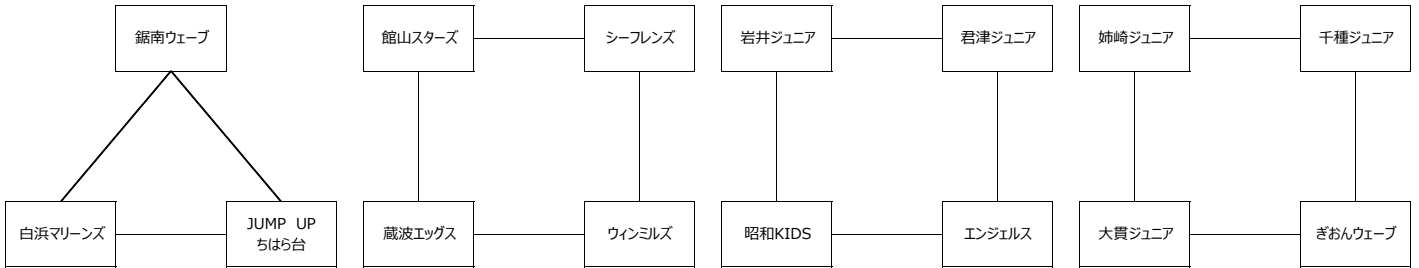 鋸南ウェーブ
館山スターズ
シーフレンズ
岩井ジュニア
君津ジュニア
姉崎ジュニア
千種ジュニア
白浜マリーンズ
JUMP　UP
ちはら台
蔵波エッグス
ウィンミルズ
昭和KIDS
エンジェルス
大貫ジュニア
ぎおんウェーブ